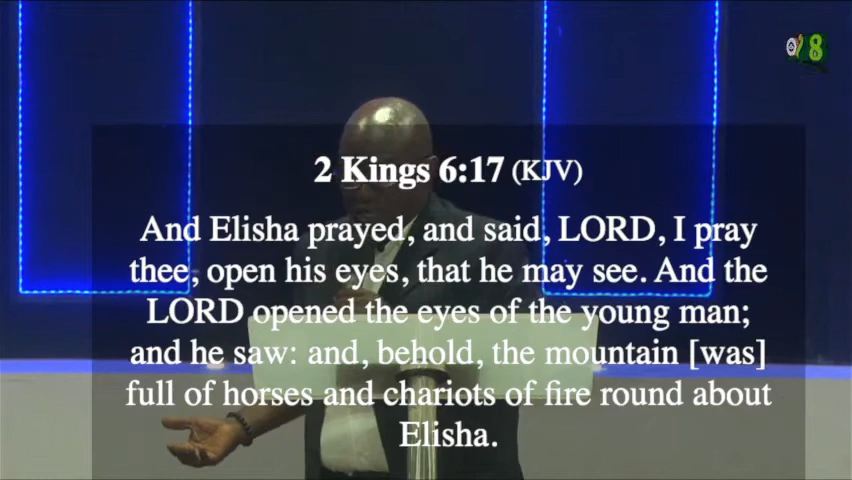 8
2 Kings 6:17 (KJV)
And Elisha prayed, and said, LORD, I pray
thee, open his eyes, that he may see. And the
LORD opened the eyes of the young man;
and he saw: and, behold, the mountain [was]
full of horses and chariots of fire round about
Elisha.